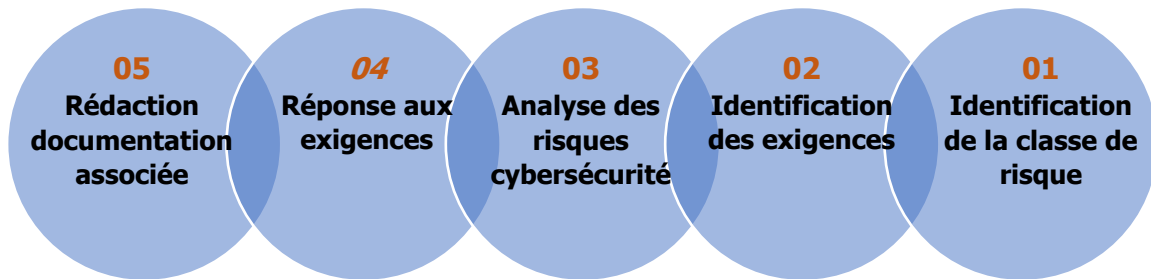 05
Rédaction
documentation
associée
04
Réponse aux
exigences
03
Analyse des
risques
cybersécurité
02
Identification
des exigences
01
Identification
de la classe de
risque